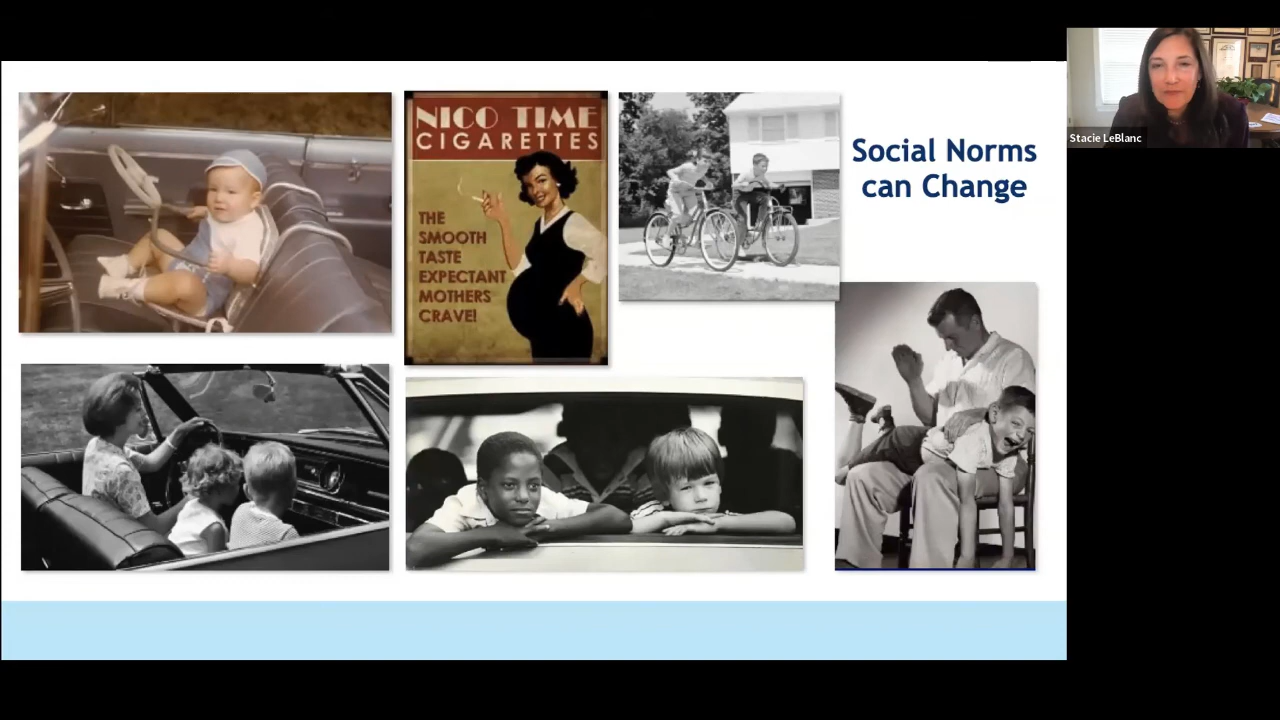 NICO TIME
CIGARETTES
THE
SMOOTH
TASTE
EXPECTANT
MOTHERS
CRAVE!
Social Norms
can Change
Stacie LeBlanc